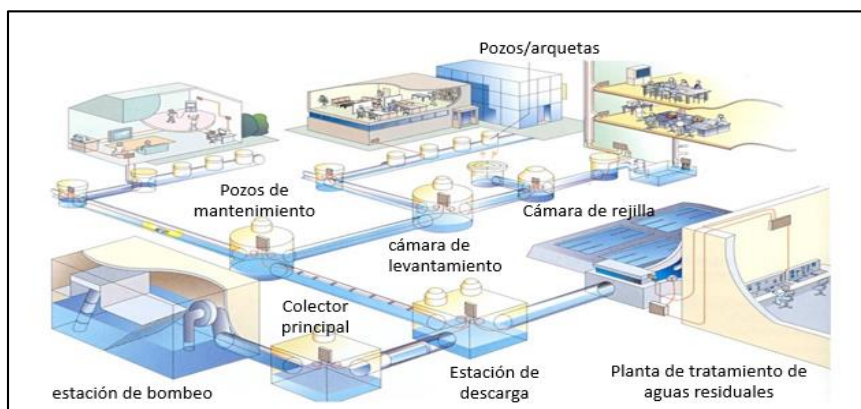 Pozos/arquetas
Pozos de
mantenimiento
Cámara de rejilla
cámara de
levantamiento
Colector
principal
estación de bombeo
Estación de
descarga
Planta de tratamiento de
aguas residuales